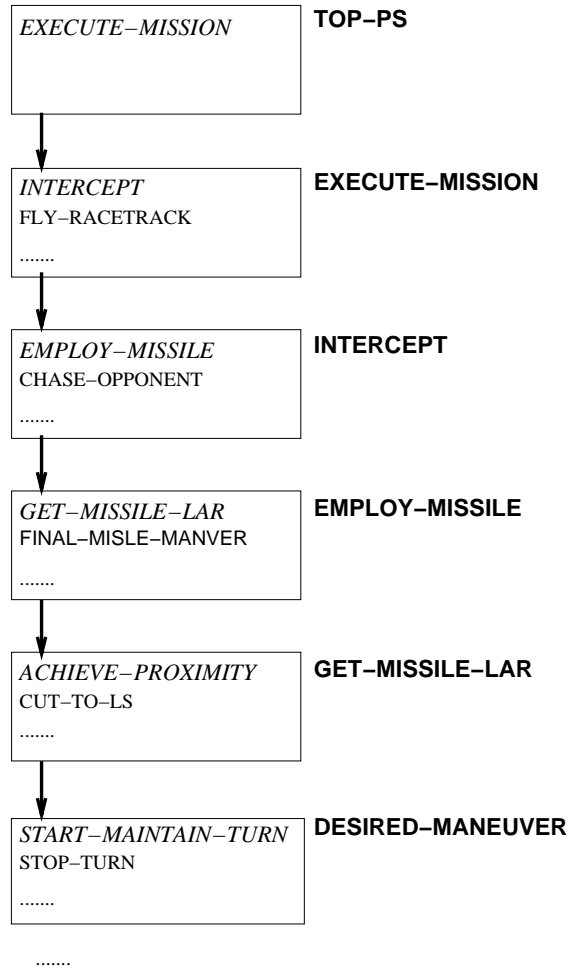 EXECUTE−MISSION
TOP−PS
INTERCEPT
FLY−RACETRACK
.......
EXECUTE−MISSION
EMPLOY−MISSILE
CHASE−OPPONENT
.......
INTERCEPT
GET−MISSILE−LAR
FINAL−MISLE−MANVER
.......
EMPLOY−MISSILE
ACHIEVE−PROXIMITY
CUT−TO−LS
.......
GET−MISSILE−LAR
START−MAINTAIN−TURN
STOP−TURN
.......
DESIRED−MANEUVER
.......